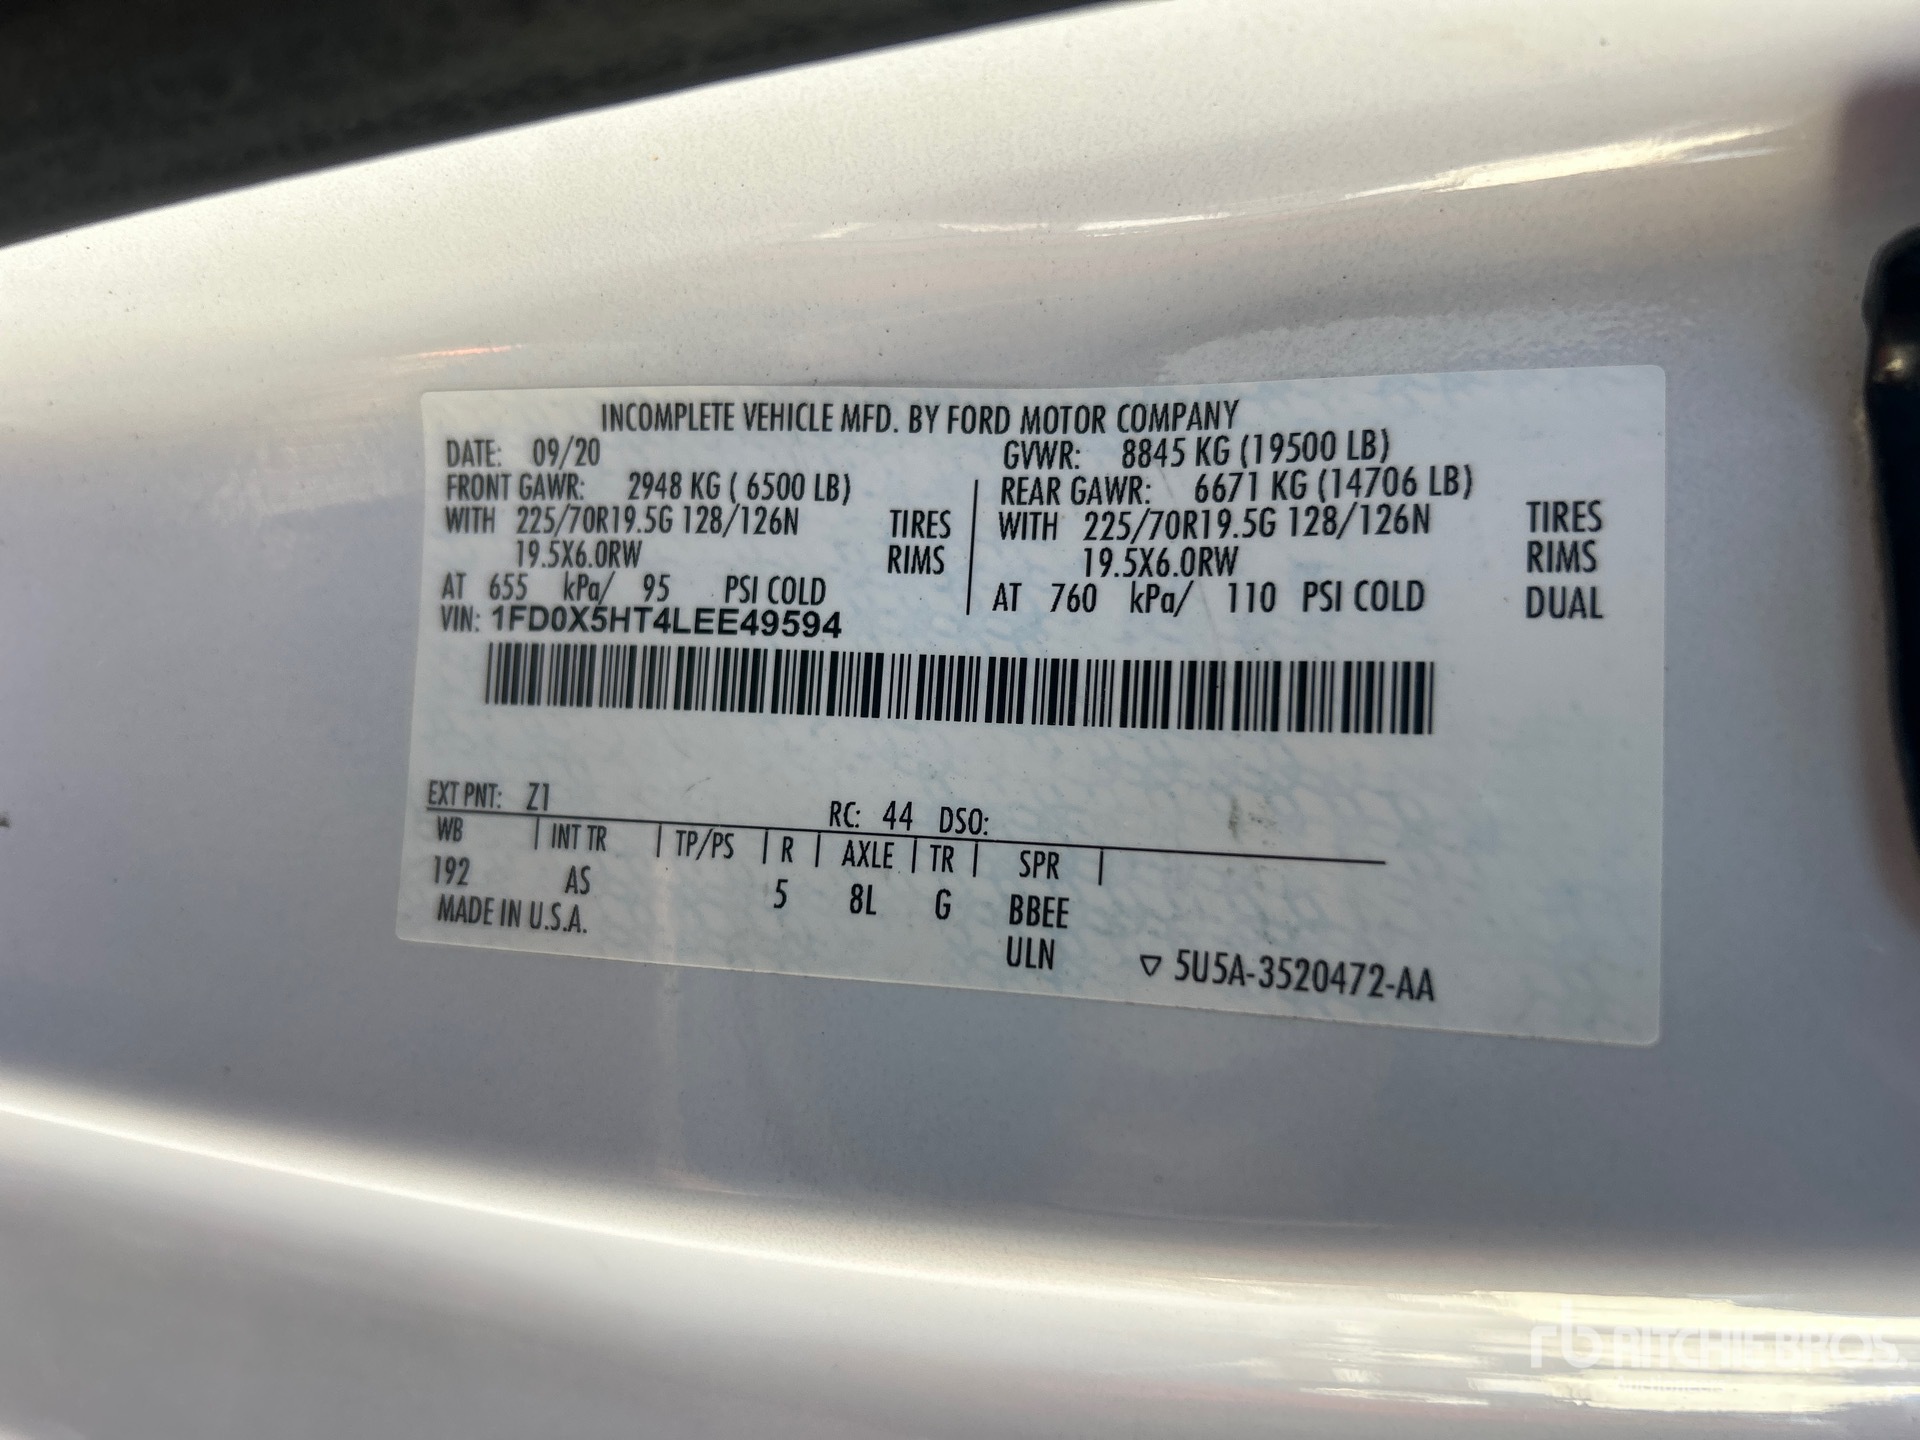 INCOMPLETE VEHICLE MFD. BY FORD MOTOR COMPANY
DATE: 09/20 GVWR: 8845 KG (19500 LB)
FRONT GAWR: 2948 KG ( 6500 LB) REAR GAWR: 6671 KG (14706 LB)
WITH 225/70R19.5G 128/126N TIRES WITH 225/70R19.5G 128/126N TIRES
19.5X6.0RW RIMS 19.5X6.0RW RIMS
AT 655 kPa/ 95 PSI COLD AT 760 kPa/ 110 PSI COLD DUAL
VIN: 1FD0X5HT4LEE49594
EXT PNT: Z1 RC: 44 DSO:
WB INT TR TP/PS R AXLE TR SPR
192 AS 5 8L G BBEE
MADE IN U.S.A. ULN 5U5A-3520472-AA
rb RITCHIE BROS.